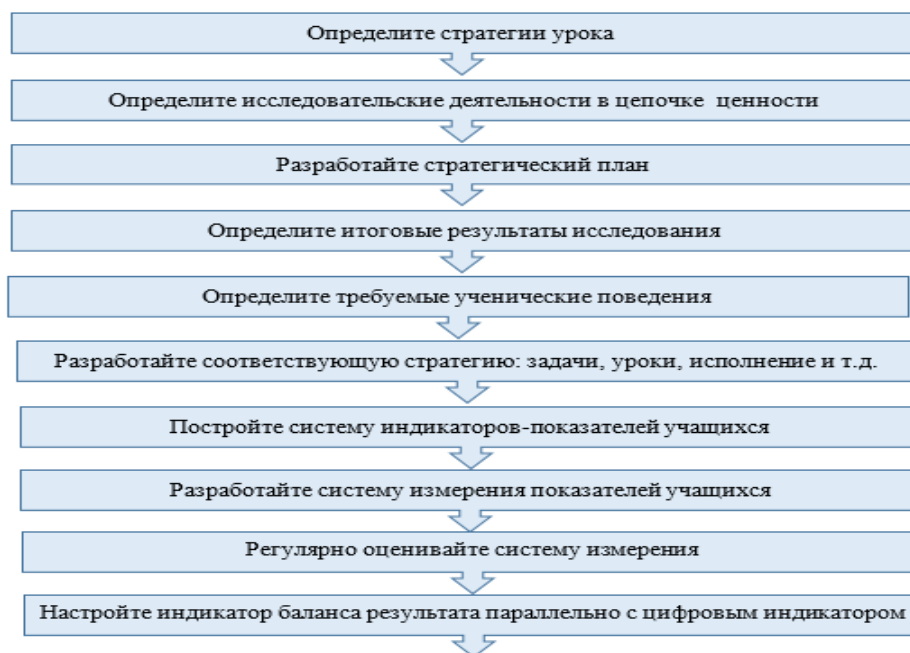 Определите стратегии урока
Определите исследовательские деятельности в цепочке ценности
Разработайте стратегический план
Определите итоговые результаты исследования
Определите требуемые ученические поведения
Разработайте соответствующую стратегию: задачи, уроки, исполнение и т.д.
Постройте систему индикаторов-показателей учащихся
Разработайте систему измерения показателей учащихся
Регулярно оценивайте систему измерения
Настройте индикатор баланса результата параллельно с цифровым индикатором